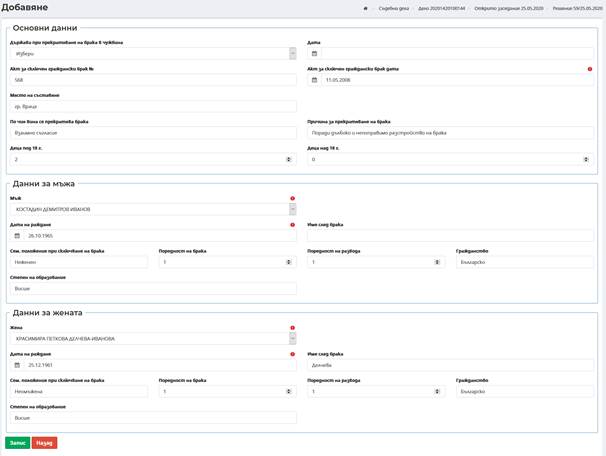 Добавяне
Съдебни дела
Дело 20201420100144
Открито заседание 25.05.2020
Решение 59/25.05.2020
Основни данни
Държава при прекратяване на брака в чужбина
Дата
Избери
Акт за сключен граждански брак №
Акт за сключен граждански брак дата
568
11.05.2008
Место на съставяне
гр. Враца
По чия вина се прекратява брака
Причина за прекратяване на брака
Взаимно съгласие
Поради дълбоко и непоправимо разстройство на брака
Деца под 18 г.
Деца над 18 г.
2
0
Данни за мъжа
Мъж
КОСТАДИН ДЕМИТРОВ ИВАНОВ
Дата на раждане
Име след брака
26.10.1965
Сем. положение при сключване на брака
Поредност на брака
Поредност на развода
Гражданство
Неженен
1
1
Българско
Степен на образование
Висше
Данни за жената
Жена
КРАСИМИРА ПЕТКОВА ДЕЛЧЕВА-ИВАНОВА
Дата на раждане
Име след брака
25.12.1961
Делчева
Сем. положение при сключване на брака
Поредност на брака
Поредност на развода
Гражданство
Неомъжена
1
1
Българско
Степен на образование
Висше
Запис
Назад